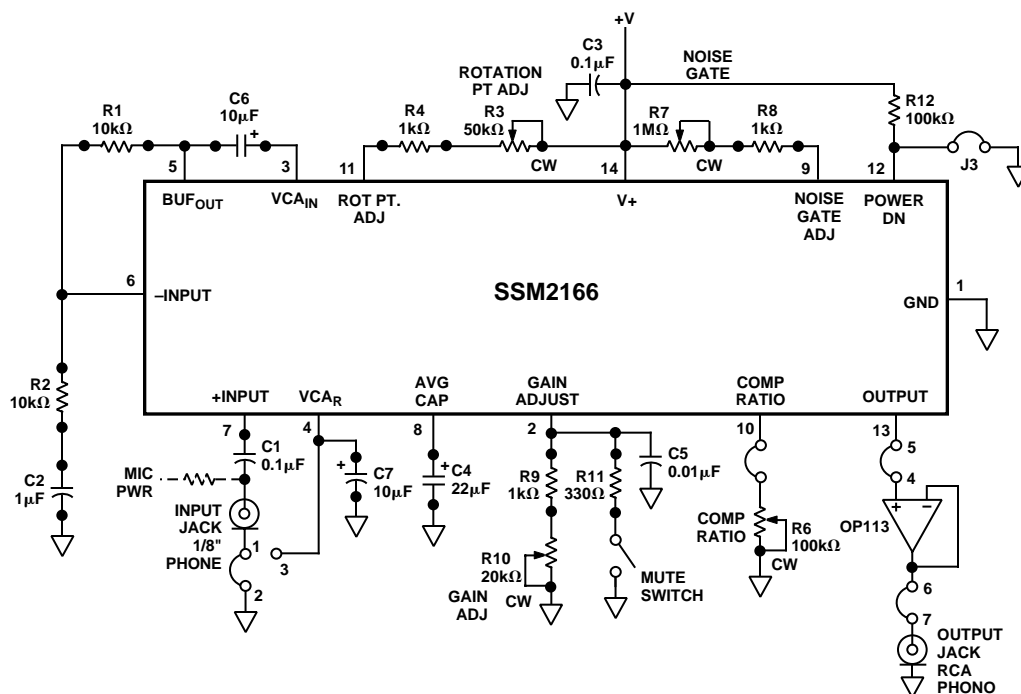 +V
C3
0.1µF
NOISE
GATE
ROTATION
PT ADJ
R1
10kΩ
C6
10µF
+
R4
1kΩ
R3
50kΩ
R7
1MΩ
R8
1kΩ
R12
100kΩ
CW
CW
J3
5
3
11
14
9
12
BUFOUT
VCAIN
ROT PT.
ADJ
V+
NOISE
GATE
ADJ
POWER
DN
6
–INPUT
SSM2166
GND
1
R2
10kΩ
+INPUT
VCAR
AVG
CAP
GAIN
ADJUST
COMP
RATIO
OUTPUT
7
4
8
2
10
13
C1
0.1µF
MIC
PWR
+
C7
10µF
+
C4
22µF
R9
1kΩ
R11
330Ω
C5
0.01µF
5
4
C2
1µF
INPUT
JACK
1/8"
PHONE
1
3
2
R10
20kΩ
GAIN
ADJ
CW
MUTE
SWITCH
COMP
RATIO
R6
100kΩ
CW
+
–
OP113
6
7
OUTPUT
JACK
RCA
PHONO